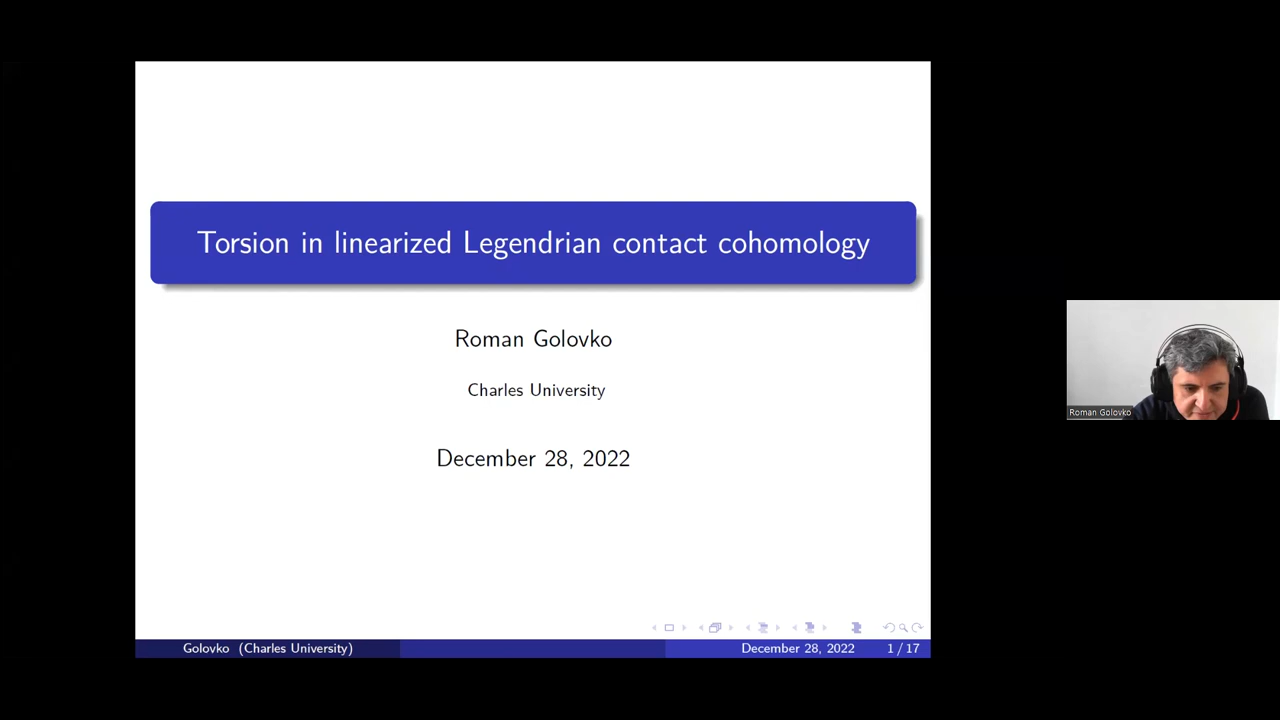 Torsion in linearized Legendrian contact cohomology
Roman Golovko
Charles University
December 28, 2022
Roman Golovko
Golovko (Charles University)
December 28, 2022
1 / 17